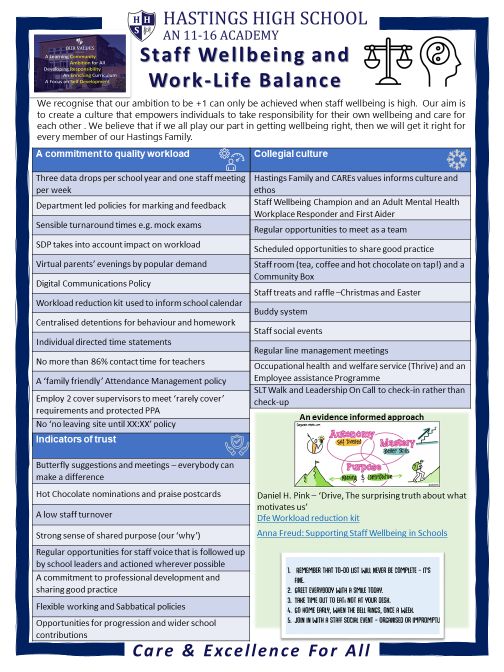 HASTINGS HIGH SCHOOL
AN 11-16 ACADEMY
OUR VALUES
A Learning Community
Ambition for All
Developing Responsibility
An Enriching Curriculum
A Focus on Self Development
Staff Wellbeing and
Work-Life Balance
We recognise that our ambition to be +1 can only be achieved when staff wellbeing is high. Our aim is
to create a culture that empowers individuals to take responsibility for their own wellbeing and care for
each other . We believe that if we all play our part in getting wellbeing right, then we will get it right for
every member of our Hastings Family.
A commitment to quality workload
Three data drops per school year and one staff meeting
per week
Department led policies for marking and feedback
Sensible turnaround times e.g. mock exams
SDP takes into account impact on workload
Virtual parents' evenings by popular demand
Digital Communications Policy
Workload reduction kit used to inform school calendar
Centralised detentions for behaviour and homework
Individual directed time statements
No more than 86% contact time for teachers
A 'family friendly' Attendance Management policy
Employ 2 cover supervisors to meet 'rarely cover'
requirements and protected PPA
No 'no leaving site until XX:XX' policy
Indicators of trust
Butterfly suggestions and meetings – everybody can
make a difference
Hot Chocolate nominations and praise postcards
A low staff turnover
Strong sense of shared purpose (our 'why')
Regular opportunities for staff voice that is followed up
by school leaders and actioned wherever possible
A commitment to professional development and
sharing good practice
Flexible working and Sabbatical policies
Opportunities for progression and wider school
contributions
Collegial culture
Hastings Family and CAREs values informs culture and
ethos
Staff Wellbeing Champion and an Adult Mental Health
Workplace Responder and First Aider
Regular opportunities to meet as a team
Scheduled opportunities to share good practice
Staff room (tea, coffee and hot chocolate on tap!) and a
Community Box
Staff treats and raffle –Christmas and Easter
Buddy system
Staff social events
Regular line management meetings
Occupational health and welfare service (Thrive) and an
Employee assistance Programme
SLT Walk and Leadership On Call to check-in rather than
check-up
An evidence informed approach
Autonomy
Self Directed
Mastery
Better Skills
Purpose
Daniel H. Pink – 'Drive, The surprising truth about what
motivates us'
Dfe Workload reduction kit
Anna Freud: Supporting Staff Wellbeing in Schools
1. REMEMBER THAT TO-DO LIST WILL NEVER BE COMPLETE - IT'S
FINE.
2. GREET EVERYBODY WITH A SMILE TODAY.
3. TAKE TIME OUT TO EAT: NOT AT YOUR DESK.
4. GO HOME EARLY, WHEN THE BELL RINGS, ONCE A WEEK.
5. JOIN IN WITH A STAFF SOCIAL EVENT - ORGANISED OR IMPROMPTU
Care & Excellence For All